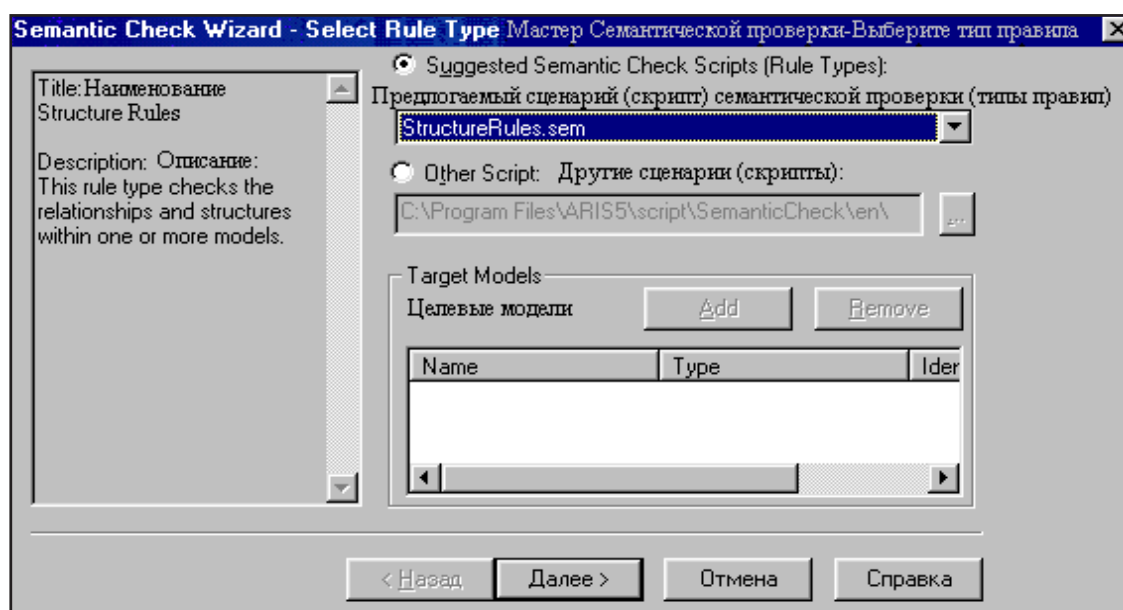 Semantic Check Wizard - Select Rule Type Мастер Семантической проверки-Выберите тип правила
Title:Наименование
Structure Rules
Description: Описание:
This rule type checks the
relationships and structures
within one or more models.
Suggested Semantic Check Scripts (Rule Types):
Предлогаемый сценарий (скрипт) семантической проверки (типы правил)
StructureRules.sem
Other Script: Другие сценарии (скрипты):
C:\Program Files\ARIS5\script\SemanticCheck\en\
...
Target Models
Целевые модели
Add
Remove
Name Type Iden
< Назад
Далее >
Отмена
Справка